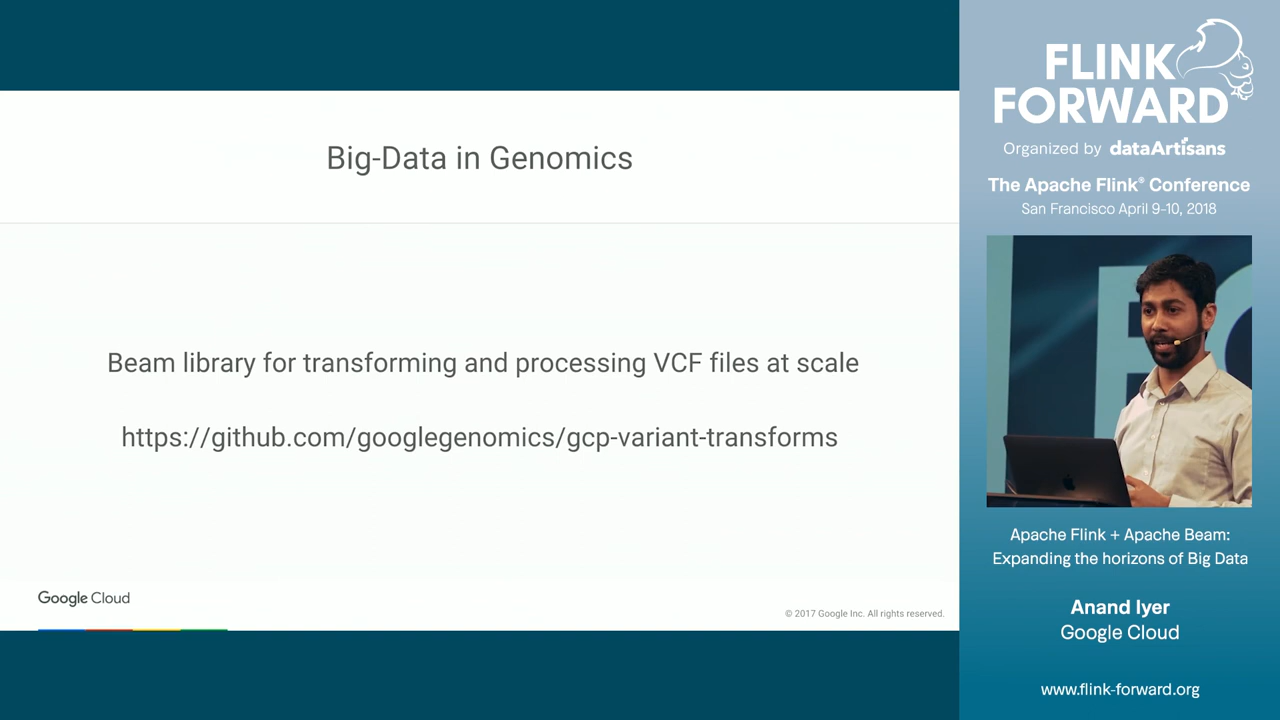 Big-Data in Genomics
Beam library for transforming and processing VCF files at scale
https://github.com/googlegenomics/gcp-variant-transforms
Google Cloud
© 2017 Google Inc. All rights reserved.
FLINK
FORWARD
Organized by dataArtisans
The Apache Flink® Conference
San Francisco April 9-10, 2018
Apache Flink + Apache Beam:
Expanding the horizons of Big Data
Anand Iyer
Google Cloud
www.flink-forward.org